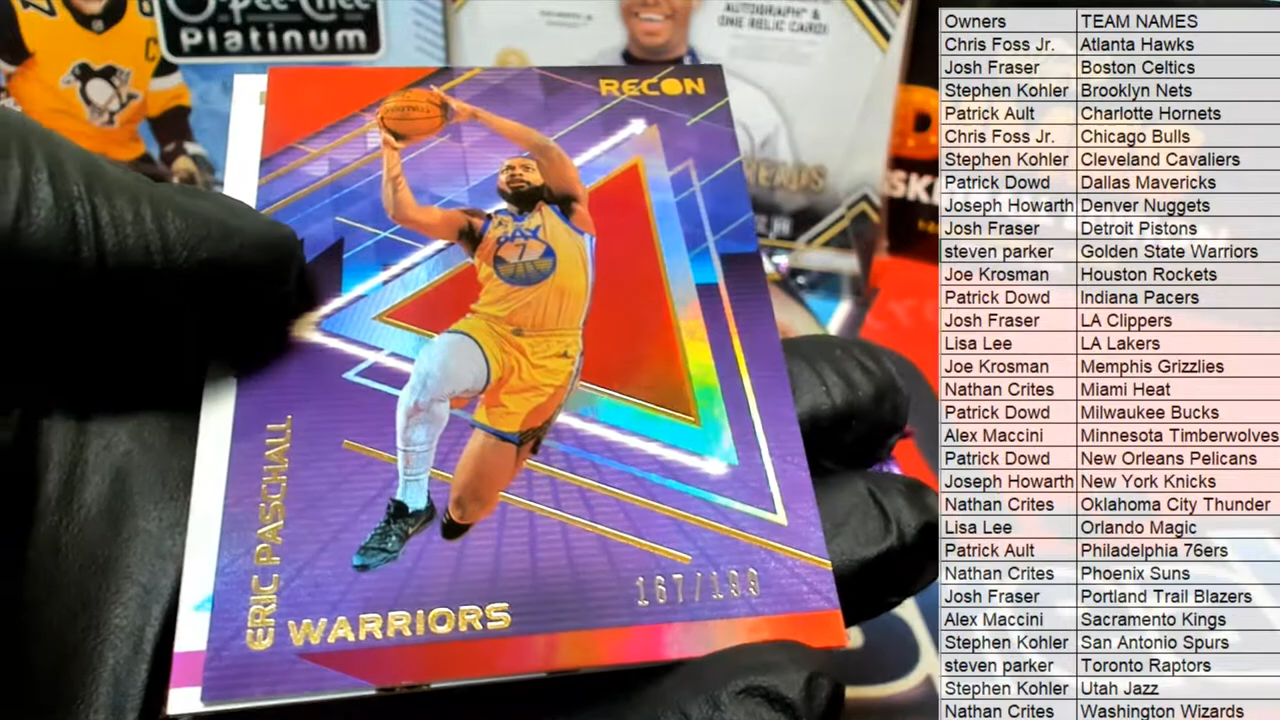 O-Pee-Chee
Platinum
AUTOGRAPH &
ONE RELIC CARD!
RECON
BAY
7
ERIC PASCHALL
WARRIORS
167/199
Owners TEAM NAMES
Chris Foss Jr. Atlanta Hawks
Josh Fraser Boston Celtics
Stephen Kohler Brooklyn Nets
Patrick Ault Charlotte Hornets
Chris Foss Jr. Chicago Bulls
Stephen Kohler Cleveland Cavaliers
Patrick Dowd Dallas Mavericks
Joseph Howarth Denver Nuggets
Josh Fraser Detroit Pistons
steven parker Golden State Warriors
Joe Krosman Houston Rockets
Patrick Dowd Indiana Pacers
Josh Fraser LA Clippers
Lisa Lee LA Lakers
Joe Krosman Memphis Grizzlies
Nathan Crites Miami Heat
Patrick Dowd Milwaukee Bucks
Alex Maccini Minnesota Timberwolves
Patrick Dowd New Orleans Pelicans
Joseph Howarth New York Knicks
Nathan Crites Oklahoma City Thunder
Lisa Lee Orlando Magic
Patrick Ault Philadelphia 76ers
Nathan Crites Phoenix Suns
Josh Fraser Portland Trail Blazers
Alex Maccini Sacramento Kings
Stephen Kohler San Antonio Spurs
steven parker Toronto Raptors
Stephen Kohler Utah Jazz
Nathan Crites Washington Wizards